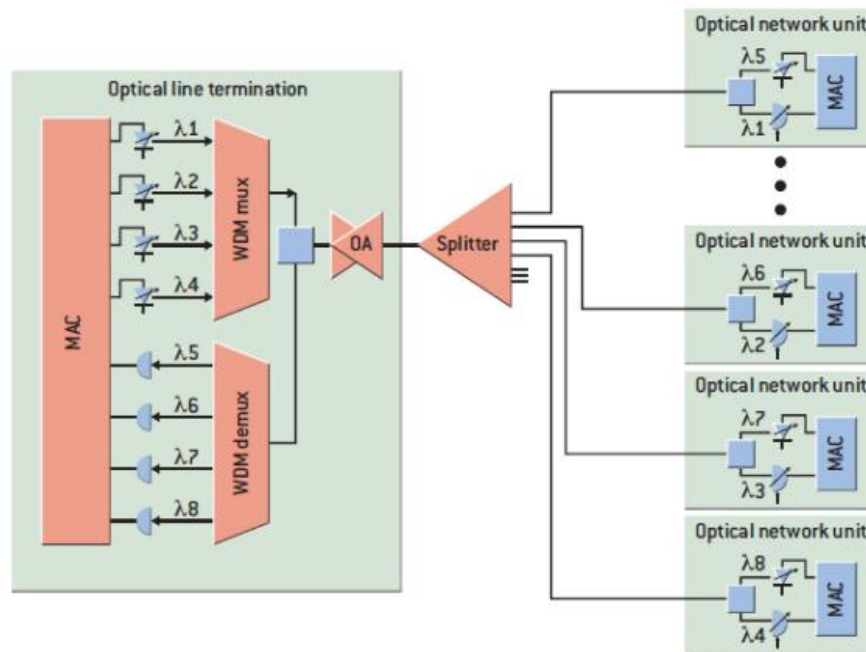 Optical line termination
MAC
λ1
λ2
λ3
λ4
WDM mux
λ5
λ6
λ7
λ8
WDM demux
OA
Splitter
Optical network unit
λ5
λ1
MAC
Optical network unit
λ6
λ2
MAC
Optical network unit
λ7
λ3
MAC
Optical network unit
λ8
λ4
MAC